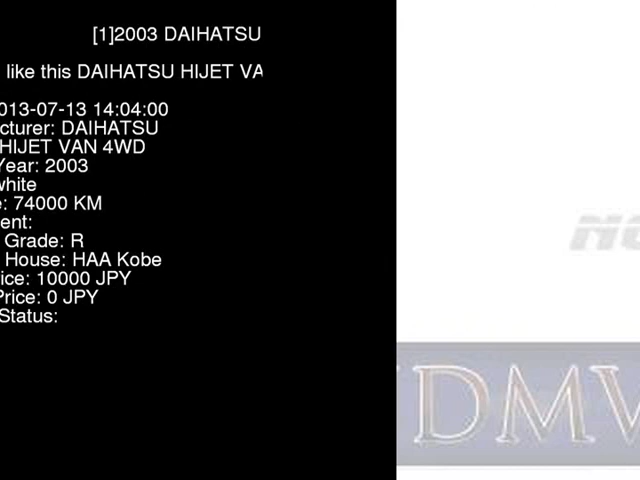 [1]2003 DAIHATSU
like this DAIHATSU HIJET VA
013-07-13 14:04:00
cturer: DAIHATSU
HIJET VAN 4WD
Year: 2003
white
e: 74000 KM
ent:
Grade: R
House: HAA Kobe
ice: 10000 JPY
Price: 0 JPY
Status:
DMV